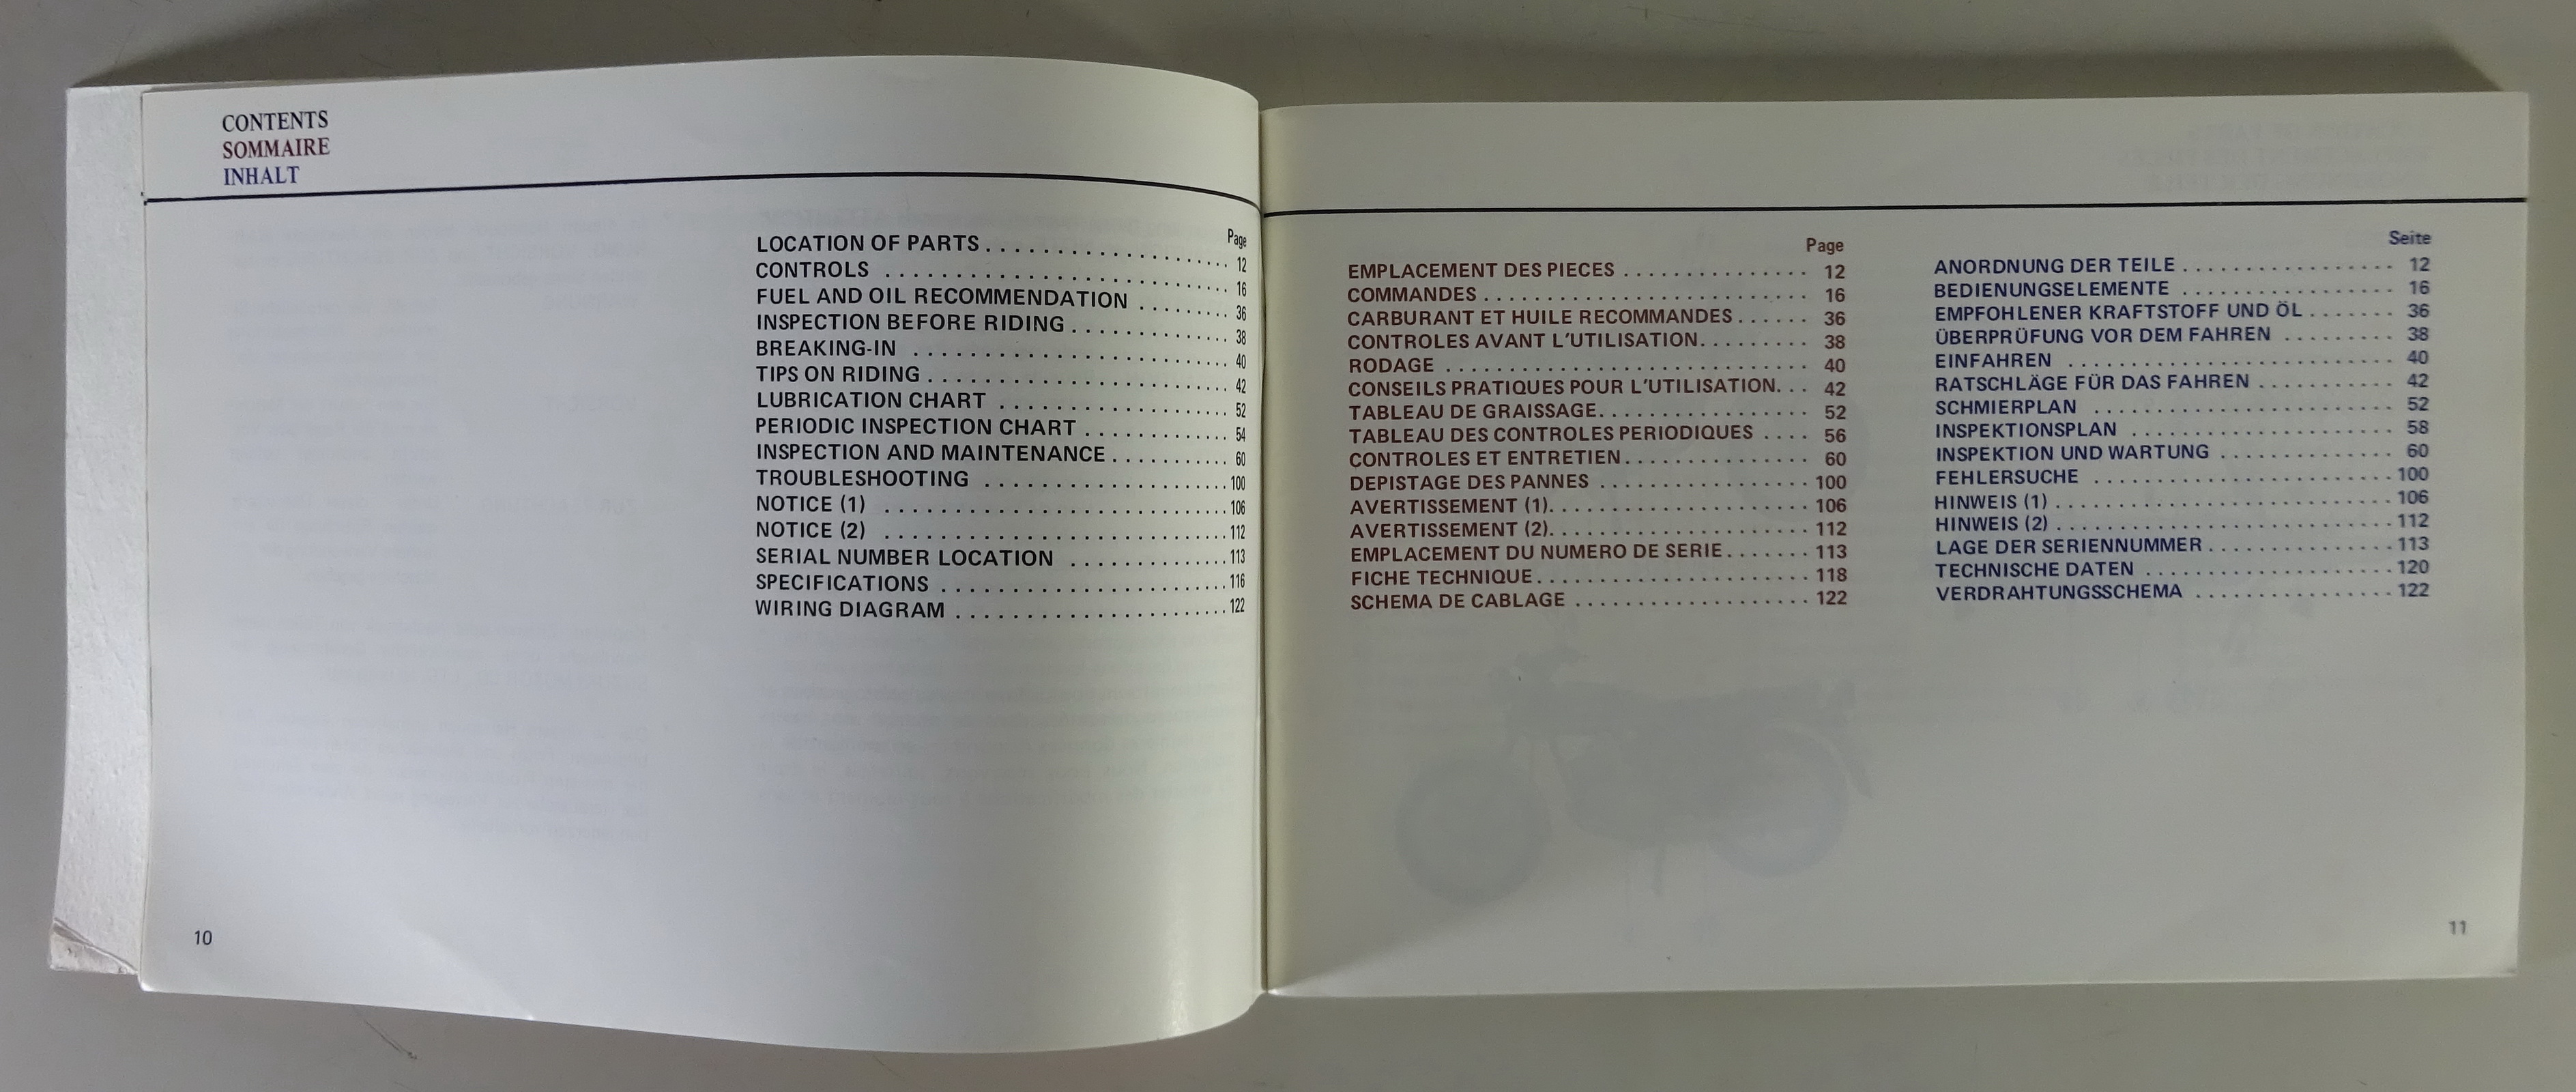 CONTENTS
SOMMAIRE
INHALT
Page
LOCATION OF PARTS . . . . . . . . . . . . . . . . . . . . 12
CONTROLS . . . . . . . . . . . . . . . . . . . . 16
FUEL AND OIL RECOMMENDATION . . . . . . . . . . 36
INSPECTION BEFORE RIDING . . . . . . . . . . . . . . 38
BREAKING-IN . . . . . . . . . . . . . . . . . . . . 40
TIPS ON RIDING . . . . . . . . . . . . . . . . . . . . 42
LUBRICATION CHART . . . . . . . . . . . . . . . . . . 52
PERIODIC INSPECTION CHART . . . . . . . . . . . . . 54
INSPECTION AND MAINTENANCE . . . . . . . . . . . 60
TROUBLESHOOTING . . . . . . . . . . . . . . . . . . . 100
NOTICE (1) . . . . . . . . . . . . . . . . . . . . 106
NOTICE (2) . . . . . . . . . . . . . . . . . . . . 112
SERIAL NUMBER LOCATION . . . . . . . . . . . . . 113
SPECIFICATIONS . . . . . . . . . . . . . . . . . . . . 116
WIRING DIAGRAM . . . . . . . . . . . . . . . . . . . . 122
10
Page
EMPLACEMENT DES PIECES . . . . . . . . . . . . . . . 12
COMMANDES . . . . . . . . . . . . . . . . . . . . 16
CARBURANT ET HUILE RECOMMANDES . . . . . . 36
CONTROLES AVANT L'UTILISATION. . . . . . . . . 38
RODAGE . . . . . . . . . . . . . . . . . . . . 40
CONSEILS PRATIQUES POUR L'UTILISATION. . . 42
TABLEAU DE GRAISSAGE. . . . . . . . . . . . . . . . 52
TABLEAU DES CONTROLES PERIODIQUES . . . . 56
CONTROLES ET ENTRETIEN. . . . . . . . . . . . . . 60
DEPISTAGE DES PANNES . . . . . . . . . . . . . . . . 100
AVERTISSEMENT (1). . . . . . . . . . . . . . . . . . . . 106
AVERTISSEMENT (2). . . . . . . . . . . . . . . . . . . . 112
EMPLACEMENT DU NUMERO DE SERIE . . . . . . . 113
FICHE TECHNIQUE . . . . . . . . . . . . . . . . . . . . 118
SCHEMA DE CABLAGE . . . . . . . . . . . . . . . . . . 122
Seite
ANORDNUNG DER TEILE . . . . . . . . . . . . . . . . . 12
BEDIENUNGSELEMENTE . . . . . . . . . . . . . . . . . 16
EMPFOHLENER KRAFTSTOFF UND ÖL . . . . . . . 36
ÜBERPRÜFUNG VOR DEM FAHREN . . . . . . . . . 38
EINFAHREN . . . . . . . . . . . . . . . . . . . . 40
RATSCHLÄGE FÜR DAS FAHREN . . . . . . . . . . . 42
SCHMIERPLAN . . . . . . . . . . . . . . . . . . . . 52
INSPEKTIONSPLAN . . . . . . . . . . . . . . . . . . . . 58
INSPEKTION UND WARTUNG . . . . . . . . . . . . . . 60
FEHLERSUCHE . . . . . . . . . . . . . . . . . . . . 100
HINWEIS (1) . . . . . . . . . . . . . . . . . . . . 106
HINWEIS (2) . . . . . . . . . . . . . . . . . . . . 112
LAGE DER SERIENNUMMER . . . . . . . . . . . . . . . 113
TECHNISCHE DATEN . . . . . . . . . . . . . . . . . . . 120
VERDRAHTUNGSSCHEMA . . . . . . . . . . . . . . . . 122
11